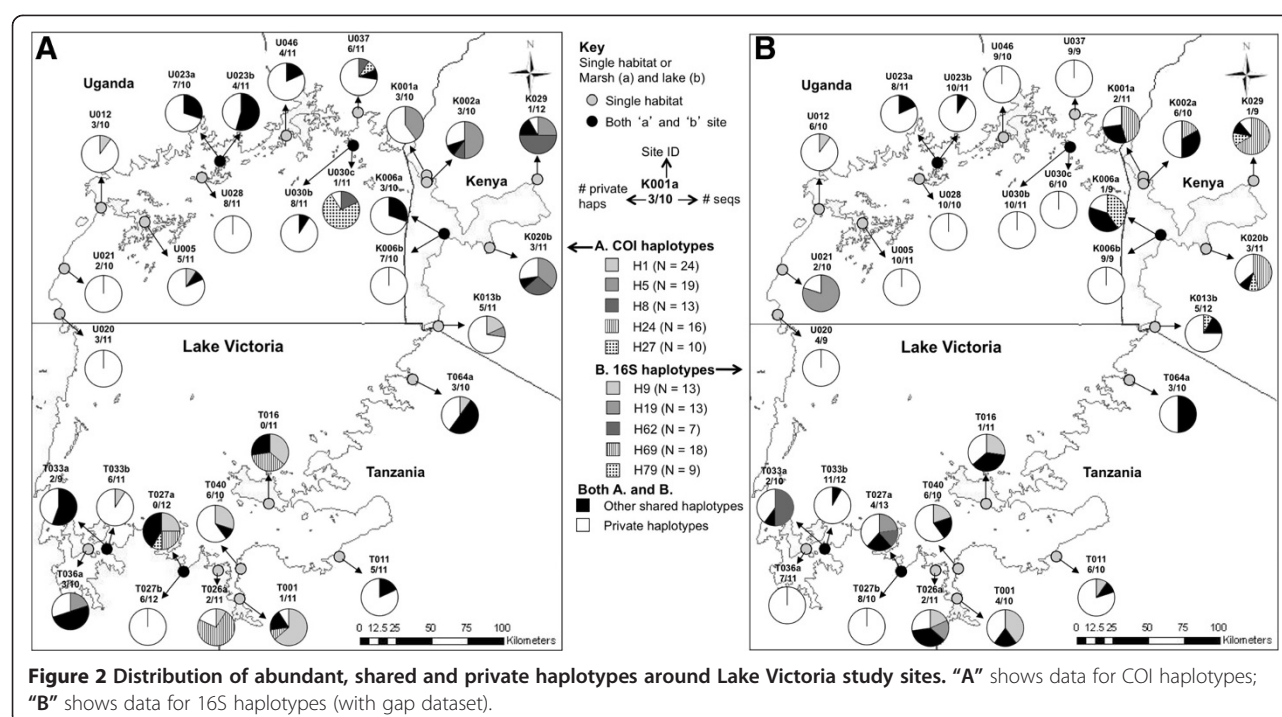 A
N
Uganda
Kenya
Tanzania
Lake Victoria
U012
3/10
U023a
7/10
U023b
4/11
U046
4/11
U037
6/11
K001a
3/10
K002a
3/10
K029
1/12
U028
8/11
U030b
8/11
U030c
1/11
K006a
3/10
K006b
7/10
K020b
3/11
U005
5/11
U021
2/10
U020
3/11
K013b
5/11
T064a
3/10
T016
0/11
T033a
2/9
T033b
6/11
T027a
0/12
T040
6/10
T036a
3/10
T027b
6/12
T026a
2/11
T001
1/11
T011
5/11
0 12.5 25 50 75 100
Kilometers
Key
Single habitat or
Marsh (a) and lake (b)
Single habitat
Both 'a' and 'b' site
Site ID
# private
haps
K001a
3/10
# seqs
A. COI haplotypes
H1 (N = 24)
H5 (N = 19)
H8 (N = 13)
H24 (N = 16)
H27 (N = 10)
B. 16S haplotypes
H9 (N = 13)
H19 (N = 13)
H62 (N = 7)
H69 (N = 18)
H79 (N = 9)
Both A. and B.
Other shared haplotypes
Private haplotypes
B
N
Uganda
Kenya
Tanzania
Lake Victoria
U012
6/10
U023a
8/11
U023b
10/11
U046
9/10
U037
9/9
K001a
2/11
K002a
6/10
K029
1/9
U028
10/10
U030b
10/11
U030c
6/10
K006a
1/9
K006b
9/9
K020b
3/11
U005
10/11
U021
2/10
U020
4/9
K013b
5/12
T064a
3/10
T016
1/11
T033a
2/10
T033b
11/12
T027a
4/13
T040
6/10
T036a
7/11
T027b
8/10
T026a
2/11
T001
4/10
T011
6/10
0 12.5 25 50 75 100
Kilometers
Figure 2 Distribution of abundant, shared and private haplotypes around Lake Victoria study sites. “A” shows data for COI haplotypes;
“B” shows data for 16S haplotypes (with gap dataset).